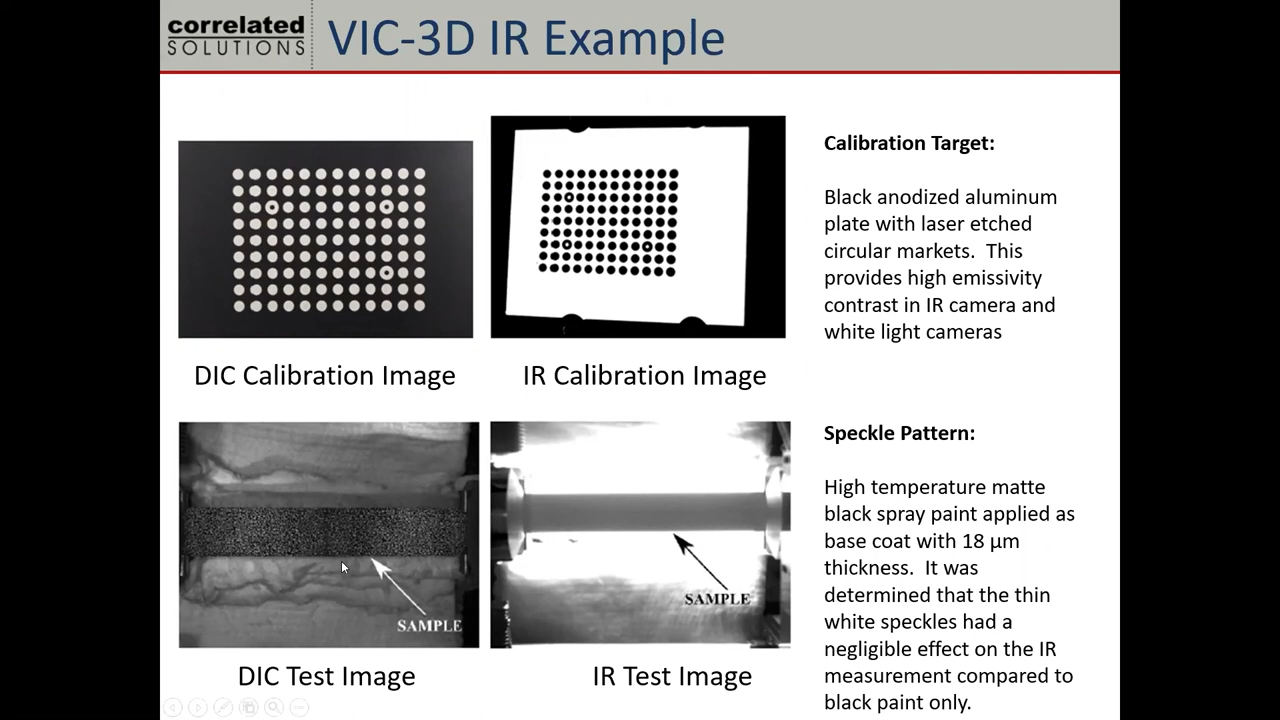 correlated
SOLUTIONS
VIC-3D IR Example
Calibration Target:
Black anodized aluminum
plate with laser etched
circular markets.  This
provides high emissivity
contrast in IR camera and
white light cameras
DIC Calibration Image
IR Calibration Image
Speckle Pattern:
High temperature matte
black spray paint applied as
base coat with 18 µm
thickness.  It was
determined that the thin
white speckles had a
negligible effect on the IR
measurement compared to
black paint only.
SAMPLE
SAMPLE
DIC Test Image
IR Test Image